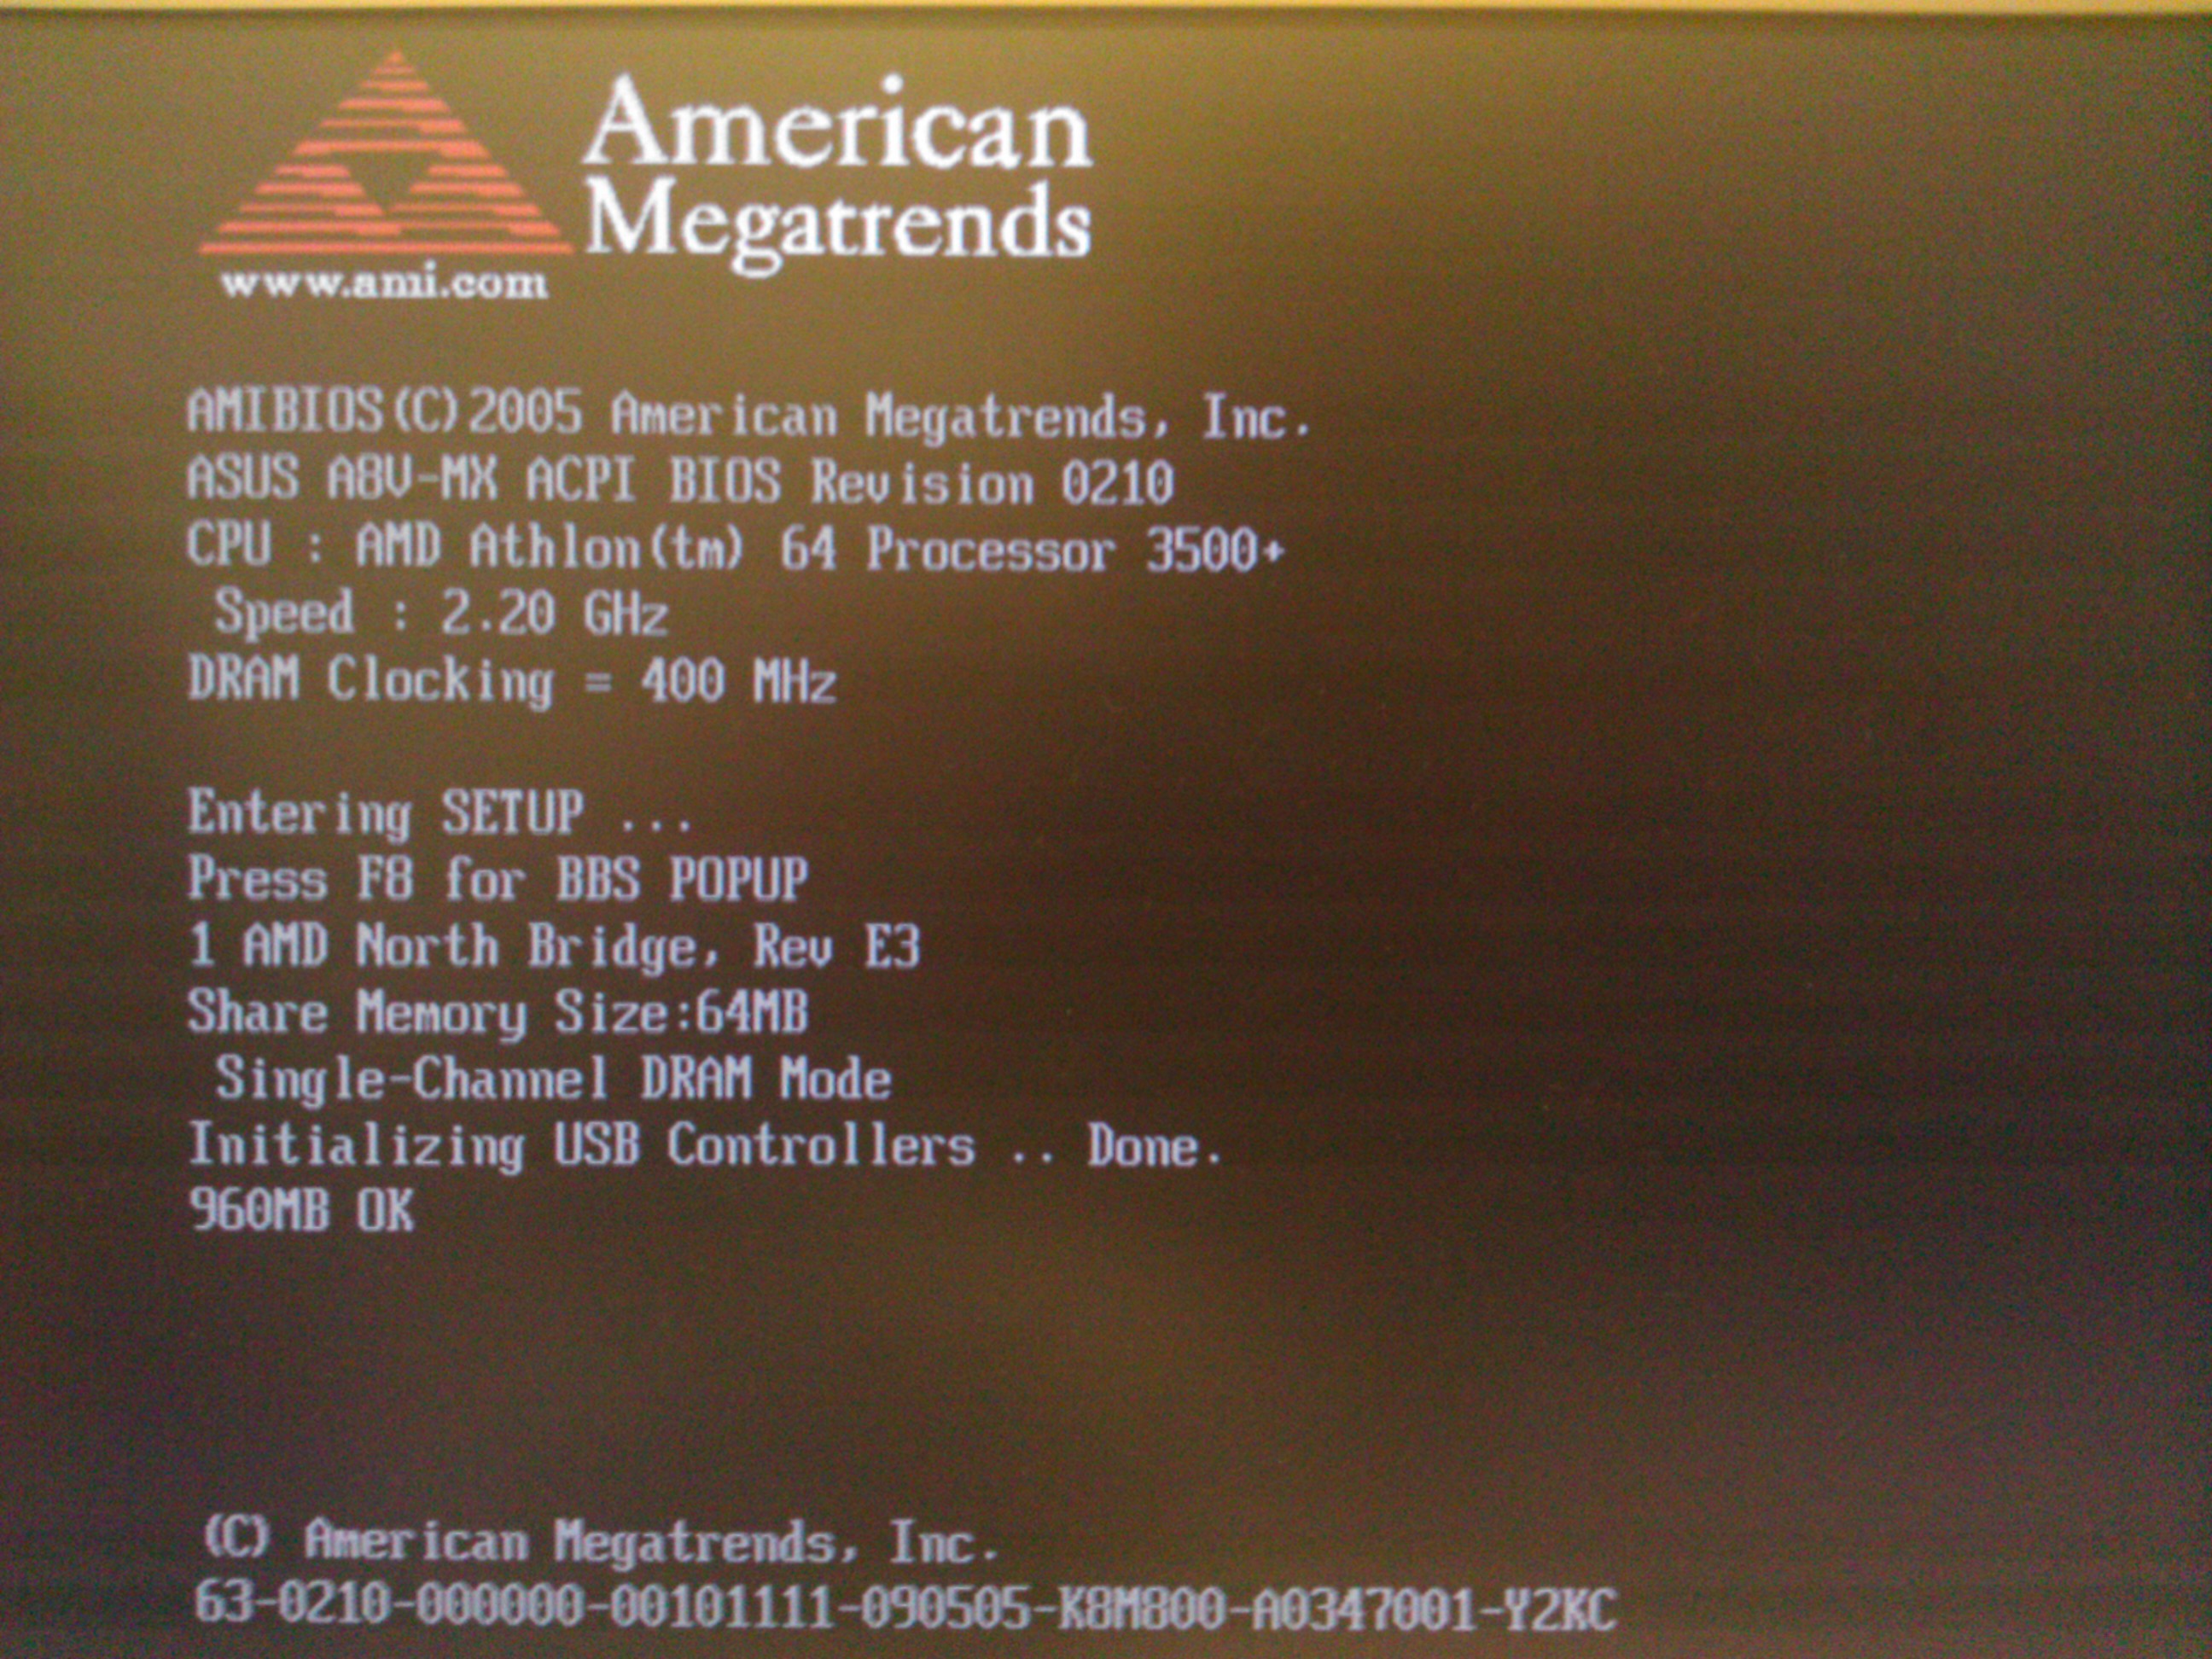 American
Megatrends
www.ami.com
AMIBIOS(C)2005 American Megatrends, Inc.
ASUS A8V-MX ACPI BIOS Revision 0210
CPU : AMD Athlon(tm) 64 Processor 3500+
Speed : 2.20 GHz
DRAM Clocking = 400 MHz
Entering SETUP ...
Press F8 for BBS POPUP
1 AMD North Bridge, Rev E3
Share Memory Size:64MB
Single-Channel DRAM Mode
Initializing USB Controllers .. Done.
960MB OK
(C) American Megatrends, Inc.
63-0210-000000-00101111-090505-K8M800-A0347001-Y2KC